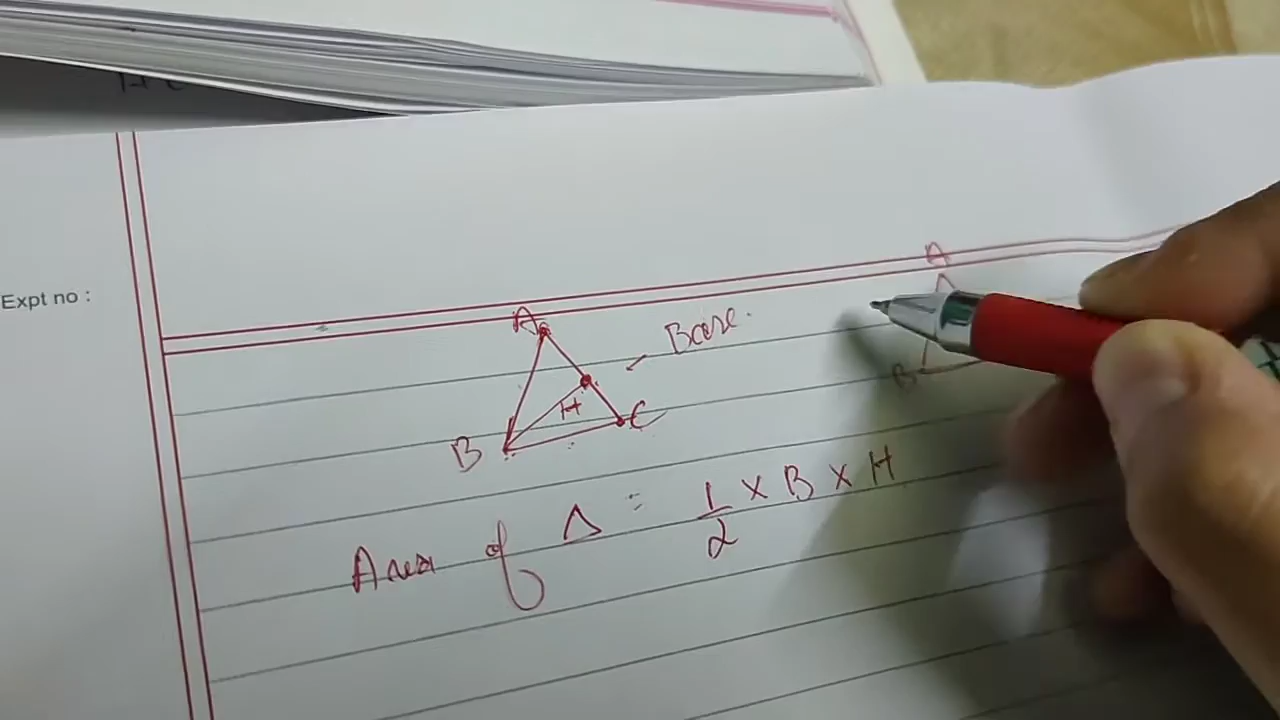 Expt no :
A
A
Base.
H
B
C
B
Area of Δ = 1/2 × B × H